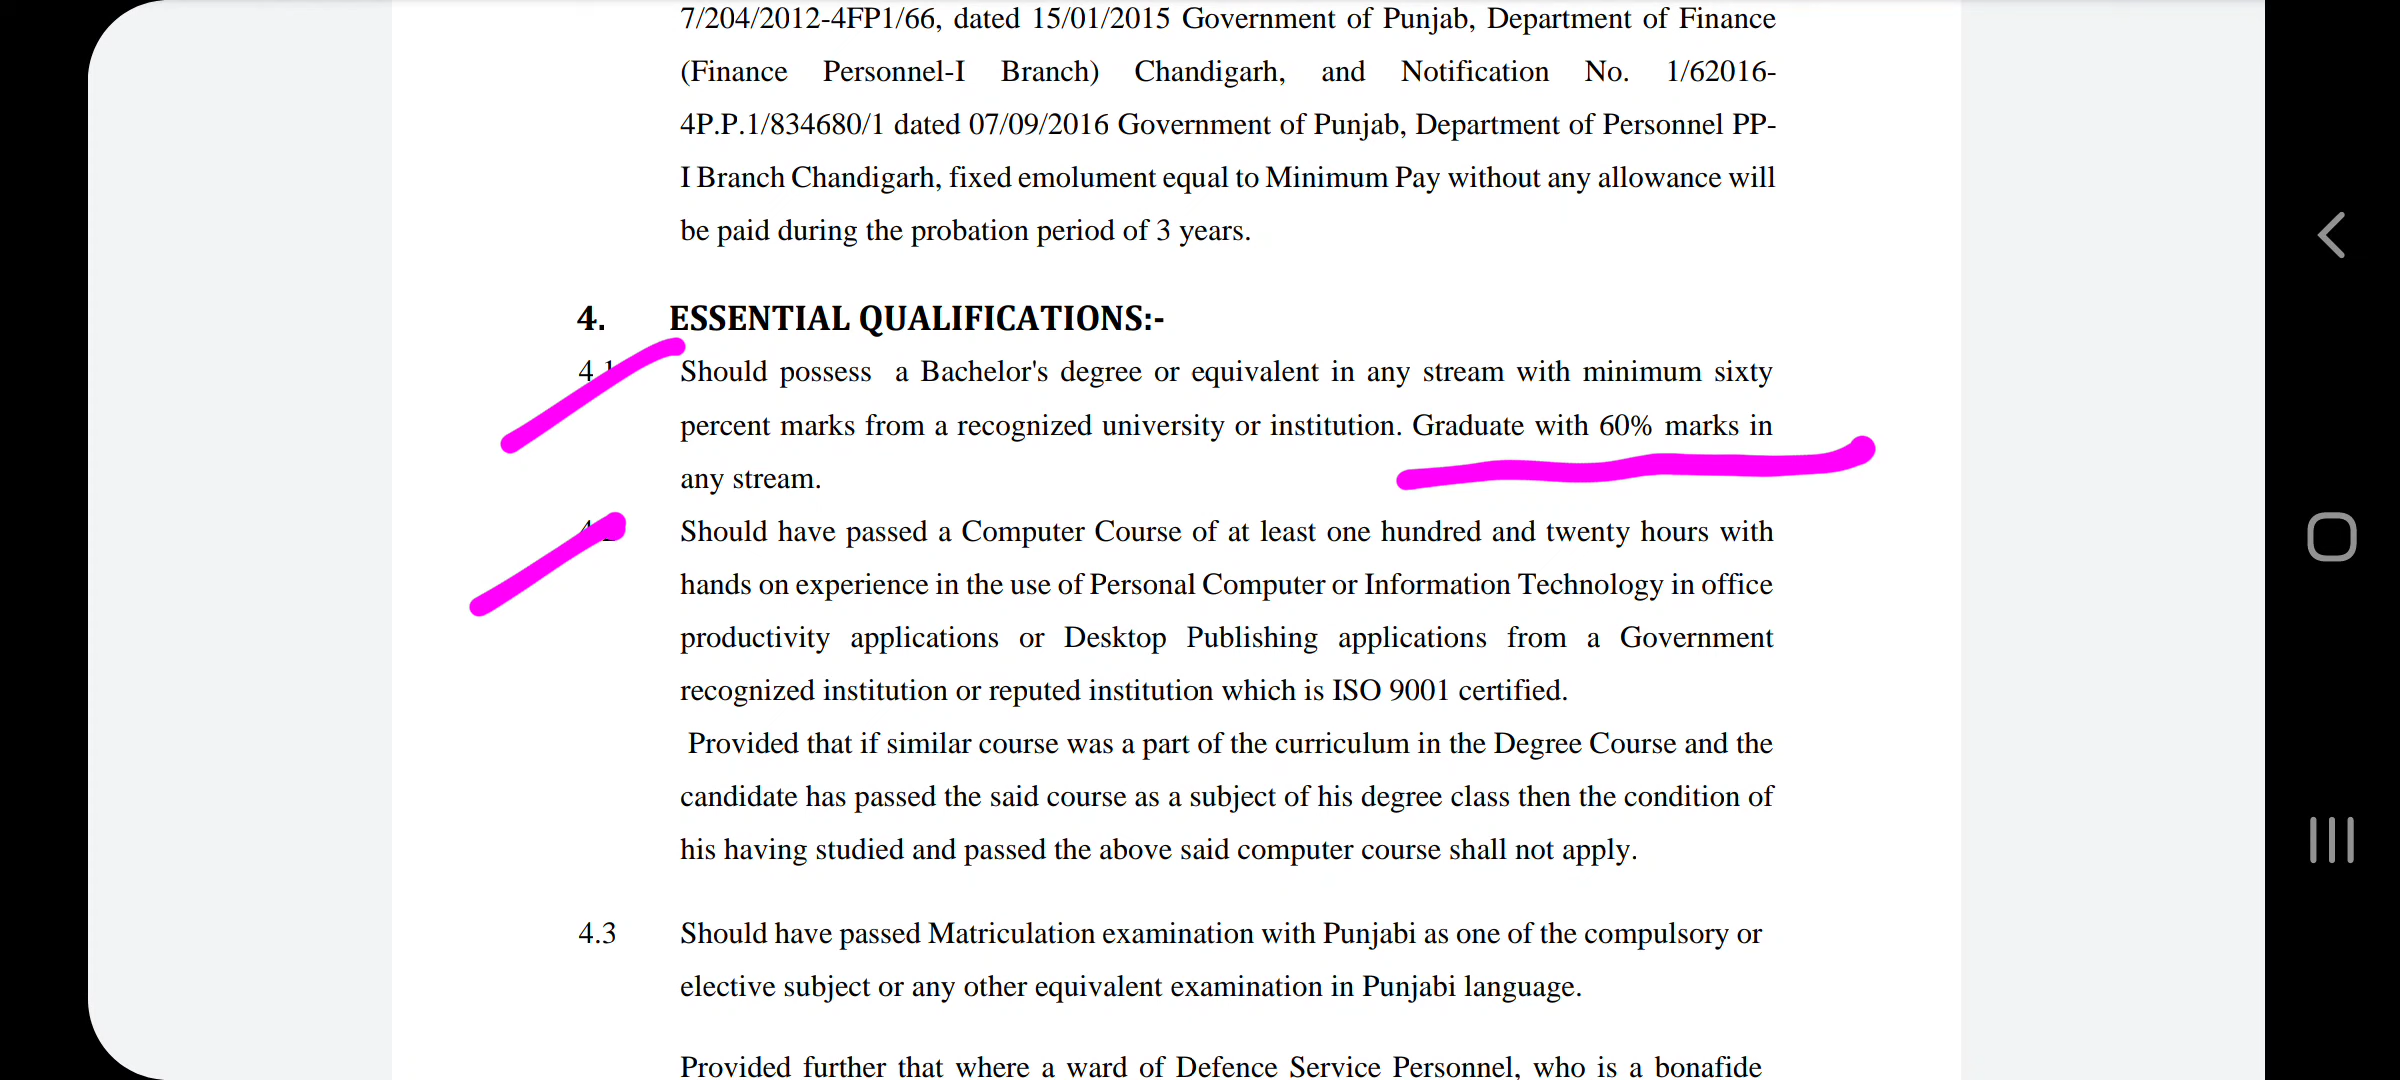 7/204/2012-4FP1/66, dated 15/01/2015 Government of Punjab, Department of Finance
(Finance Personnel-I Branch) Chandigarh, and Notification No. 1/62016-
4P.P.1/834680/1 dated 07/09/2016 Government of Punjab, Department of Personnel PP-
I Branch Chandigarh, fixed emolument equal to Minimum Pay without any allowance will
be paid during the probation period of 3 years.
4. ESSENTIAL QUALIFICATIONS:-
4.1 Should possess a Bachelor's degree or equivalent in any stream with minimum sixty
percent marks from a recognized university or institution. Graduate with 60% marks in
any stream.
Should have passed a Computer Course of at least one hundred and twenty hours with
hands on experience in the use of Personal Computer or Information Technology in office
productivity applications or Desktop Publishing applications from a Government
recognized institution or reputed institution which is ISO 9001 certified.
Provided that if similar course was a part of the curriculum in the Degree Course and the
candidate has passed the said course as a subject of his degree class then the condition of
his having studied and passed the above said computer course shall not apply.
4.3 Should have passed Matriculation examination with Punjabi as one of the compulsory or
elective subject or any other equivalent examination in Punjabi language.
Provided further that where a ward of Defence Service Personnel, who is a bonafide